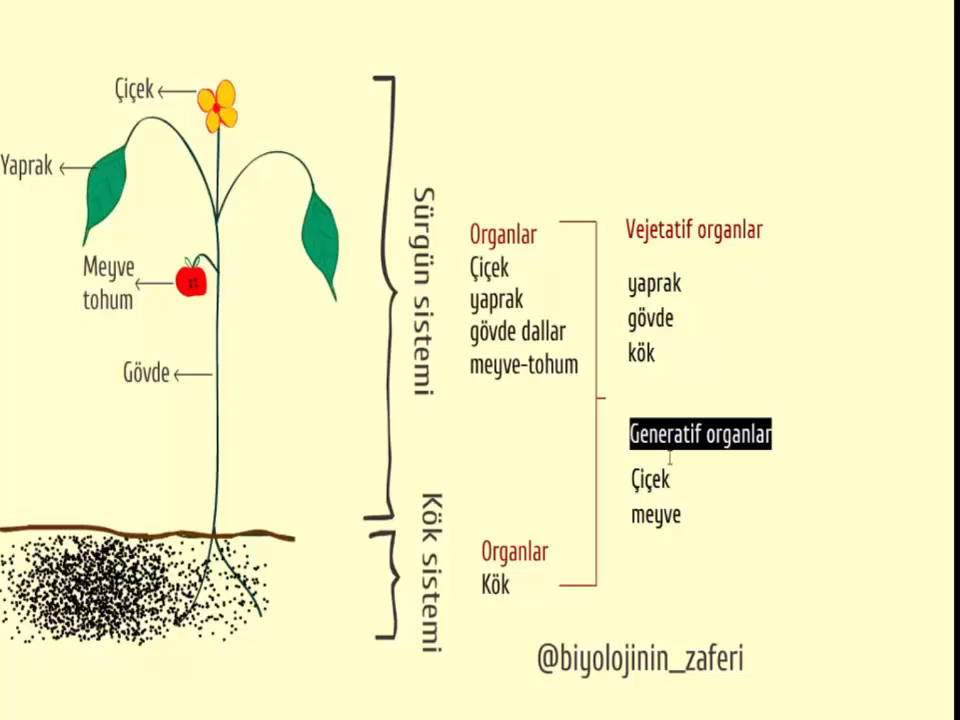 Çiçek
Yaprak
Meyve
tohum
Gövde
Sürgün sistemi
Kök sistemi
Organlar
Çiçek
yaprak
gövde dallar
meyve-tohum
Organlar
Kök
Vejetatif organlar
yaprak
gövde
kök
Generatif organlar
Çiçek
meyve
@biyolojinin_zaferi